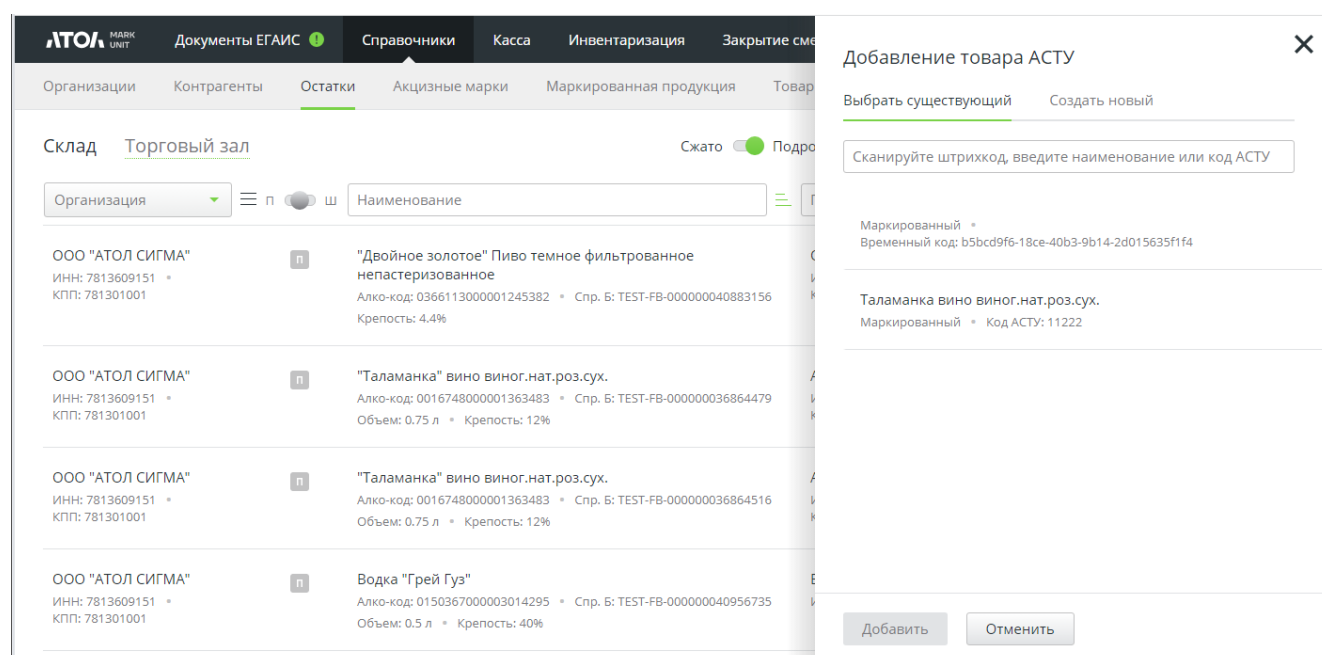 АТОЛ MARK UNIT Документы ЕГАИС ! Справочники Касса Инвентаризация Закрытие сме
Организации Контрагенты Остатки Акцизные марки Маркированная продукция Товар
Склад Торговый зал Сжато Подро
Организация П Ш Наименование
ООО "АТОЛ СИГМА" П "Двойное золотое" Пиво темное фильтрованное
непастеризованное
ИНН: 7813609151
КПП: 781301001
Алко-код: 0366113000001245382 • Спр. Б: TEST-FB-000000040883156
Крепость: 4.4%
ООО "АТОЛ СИГМА" П "Таламанка" вино виног.нат.роз.сух.
ИНН: 7813609151 • Алко-код: 0016748000001363483 • Спр. Б: TEST-FB-000000036864479
КПП: 781301001 Объем: 0.75 л • Крепость: 12%
ООО "АТОЛ СИГМА" П "Таламанка" вино виног.нат.роз.сух.
ИНН: 7813609151 • Алко-код: 0016748000001363483 • Спр. Б: TEST-FB-000000036864516
КПП: 781301001 Объем: 0.75 л • Крепость: 12%
ООО "АТОЛ СИГМА" П Водка "Грей Гуз"
ИНН: 7813609151 • Алко-код: 0150367000003014295 • Спр. Б: TEST-FB-000000040956735
КПП: 781301001 Объем: 0.5 л • Крепость: 40%
Добавление товара АСТУ
Выбрать существующий Создать новый
Сканируйте штрихкод, введите наименование или код АСТУ
Маркированный •
Временный код: b5bcd9f6-18ce-40b3-9b14-2d015635f1f4
Таламанка вино виног.нат.роз.сух.
Маркированный • Код АСТУ: 11222
Добавить Отменить